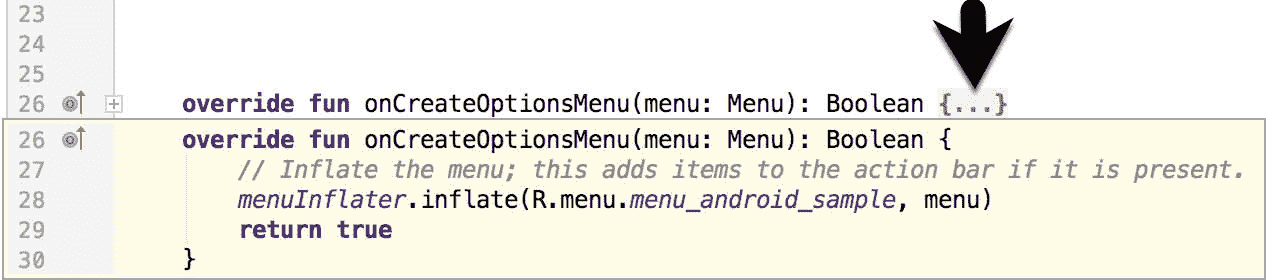 23
24
25
26 override fun onCreateOptionsMenu(menu: Menu): Boolean {...}
26 override fun onCreateOptionsMenu(menu: Menu): Boolean {
27 // Inflate the menu; this adds items to the action bar if it is present.
28 menuInflater.inflate(R.menu.menu_android_sample, menu)
29 return true
30 }